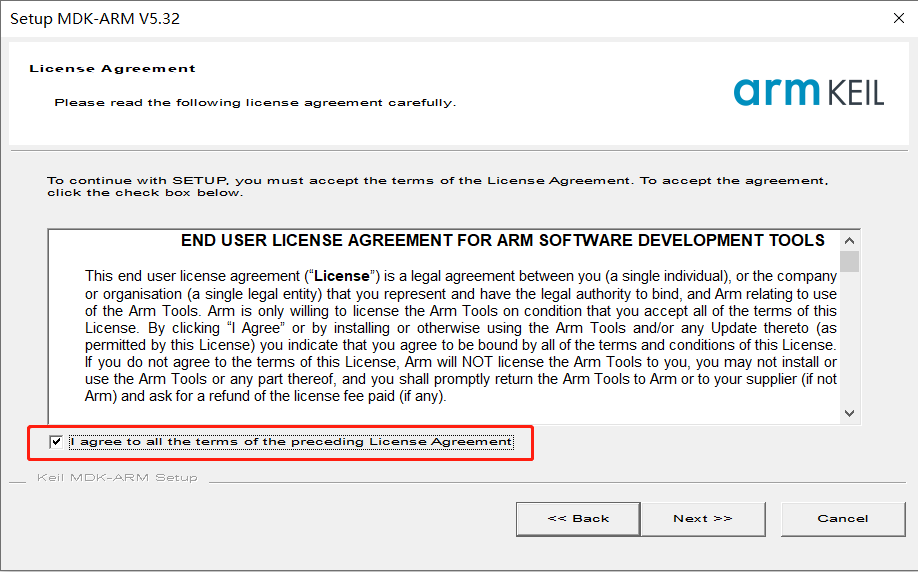 Setup MDK-ARM V5.32
License Agreement
Please read the following license agreement carefully.
arm KEIL
To continue with SETUP, you must accept the terms of the License Agreement. To accept the agreement,
click the check box below.
END USER LICENSE AGREEMENT FOR ARM SOFTWARE DEVELOPMENT TOOLS
This end user license agreement (“License”) is a legal agreement between you (a single individual), or the company
or organisation (a single legal entity) that you represent and have the legal authority to bind, and Arm relating to use
of the Arm Tools. Arm is only willing to license the Arm Tools on condition that you accept all of the terms of this
License. By clicking “I Agree” or by installing or otherwise using the Arm Tools and/or any Update thereto (as
permitted by this License) you indicate that you agree to be bound by all of the terms and conditions of this License.
If you do not agree to the terms of this License, Arm will NOT license the Arm Tools to you, you may not install or
use the Arm Tools or any part thereof, and you shall promptly return the Arm Tools to Arm or to your supplier (if not
Arm) and ask for a refund of the license fee paid (if any).
I agree to all the terms of the preceding License Agreement
Keil MDK-ARM Setup
<< Back
Next >>
Cancel